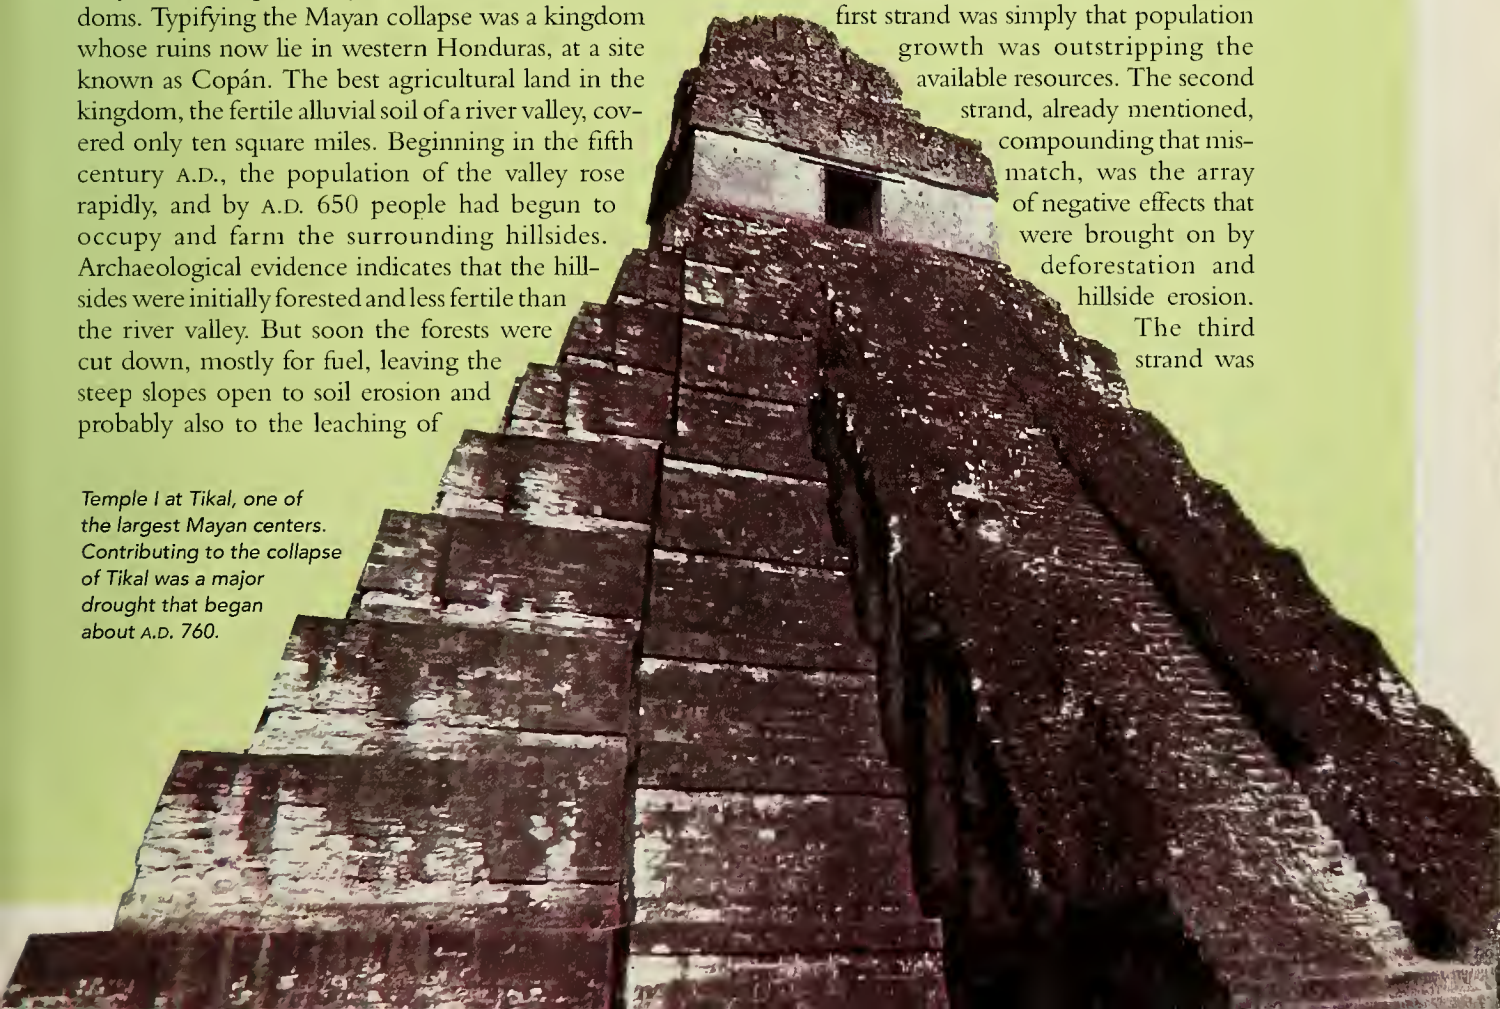 doms. Typifying the Mayan collapse was a kingdom
whose ruins now lie in western Honduras, at a site
known as Copán. The best agricultural land in the
kingdom, the fertile alluvial soil of a river valley, cov-
ered only ten square miles. Beginning in the fifth
century A.D., the population of the valley rose
rapidly, and by A.D. 650 people had begun to
occupy and farm the surrounding hillsides.
Archaeological evidence indicates that the hill-
sides were initially forested and less fertile than
the river valley. But soon the forests were
cut down, mostly for fuel, leaving the
steep slopes open to soil erosion and
probably also to the leaching of
Temple I at Tikal, one of
the largest Mayan centers.
Contributing to the collapse
of Tikal was a major
drought that began
about A.D. 760.
first strand was simply that population
growth was outstripping the
available resources. The second
strand, already mentioned,
compounding that mis-
match, was the array
of negative effects that
were brought on by
deforestation and
hillside erosion.
The third
strand was